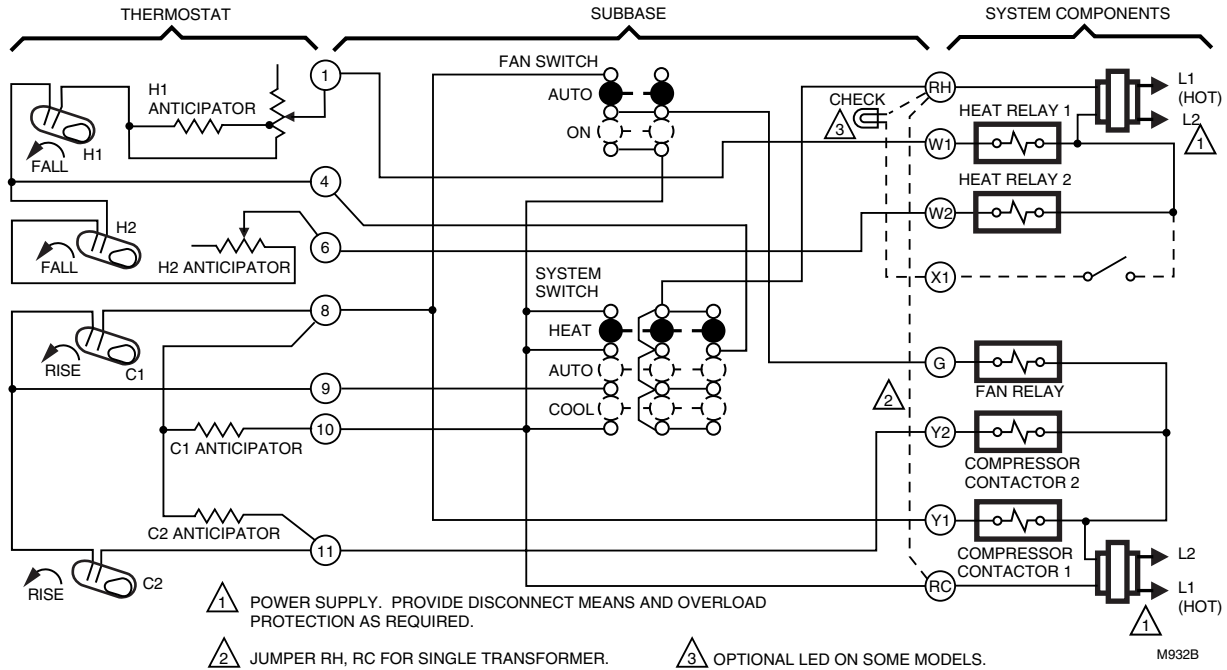 THERMOSTAT
SUBBASE
SYSTEM COMPONENTS
H1
ANTICIPATOR
1
FAN SWITCH
AUTO
ON
RH
CHECK
3
L1
(HOT)
L2
1
HEAT RELAY 1
W1
H1
FALL
4
HEAT RELAY 2
W2
H2
FALL
H2 ANTICIPATOR
6
SYSTEM
SWITCH
X1
8
HEAT
AUTO
COOL
RISE
C1
9
10
C1 ANTICIPATOR
2
G
FAN RELAY
Y2
COMPRESSOR
CONTACTOR 2
C2 ANTICIPATOR
11
Y1
COMPRESSOR
CONTACTOR 1
RISE
C2
RC
L2
L1
(HOT)
1
1 POWER SUPPLY. PROVIDE DISCONNECT MEANS AND OVERLOAD
PROTECTION AS REQUIRED.
2 JUMPER RH, RC FOR SINGLE TRANSFORMER.
3 OPTIONAL LED ON SOME MODELS.
M932B